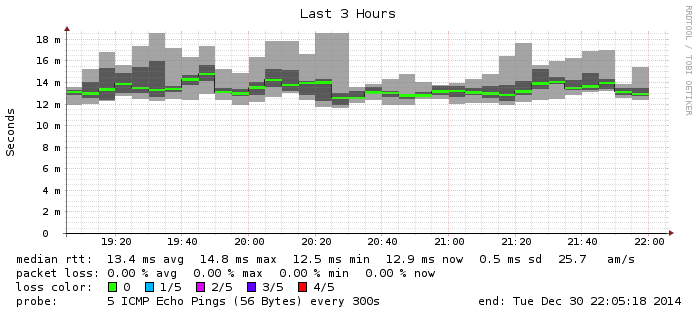 Last 3 Hours
RRDTOOL / TOBI OETIKER
Seconds
18 m
16 m
14 m
12 m
10 m
8 m
6 m
4 m
2 m
0
19:20 19:40 20:00 20:20 20:40 21:00 21:20 21:40 22:00
median rtt: 13.4 ms avg 14.8 ms max 12.5 ms min 12.9 ms now 0.5 ms sd 25.7 am/s
packet loss: 0.00 % avg 0.00 % max 0.00 % min 0.00 % now
loss color: 0 1/5 2/5 3/5 4/5
probe: 5 ICMP Echo Pings (56 Bytes) every 300s end: Tue Dec 30 22:05:18 2014